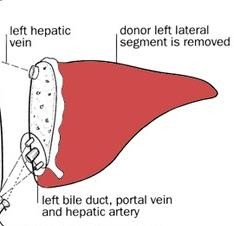 left hepatic
vein
donor left lateral
segment is removed
left bile duct, portal vein
and hepatic artery